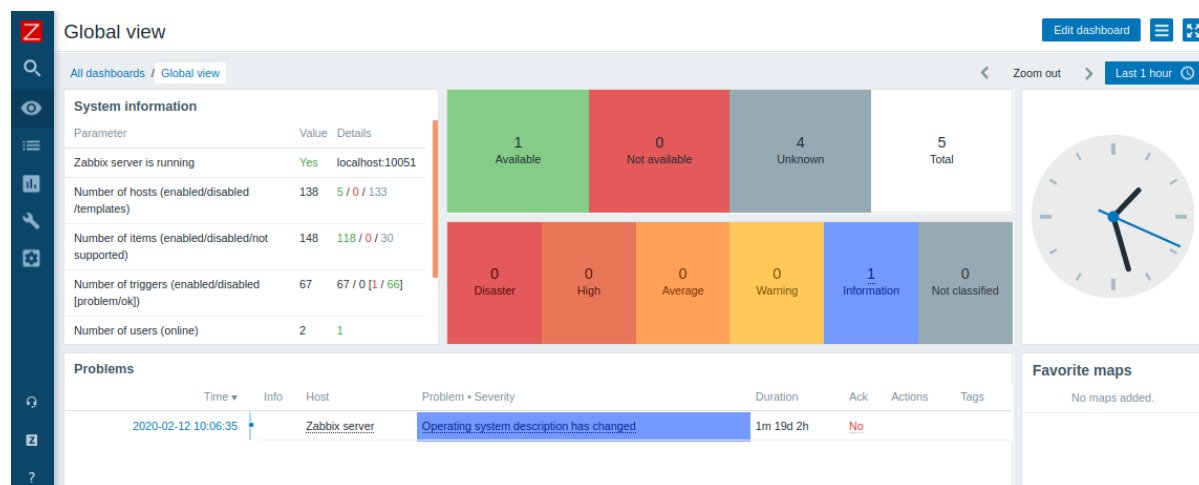 Z
Global view
Edit dashboard
All dashboards / Global view
Zoom out
Last 1 hour
System information
Parameter Value Details
Zabbix server is running Yes localhost:10051
Number of hosts (enabled/disabled
/templates) 138 5 / 0 / 133
Number of items (enabled/disabled/not
supported) 148 118 / 0 / 30
Number of triggers (enabled/disabled
[problem/ok]) 67 67 / 0 [1 / 66]
Number of users (online) 2 1
1
Available
0
Not available
4
Unknown
5
Total
0
Disaster
0
High
0
Average
0
Warning
1
Information
0
Not classified
Problems
Time Info Host Problem • Severity Duration Ack Actions Tags
2020-02-12 10:06:35 Zabbix server Operating system description has changed 1m 19d 2h No
Favorite maps
No maps added.
Z
?